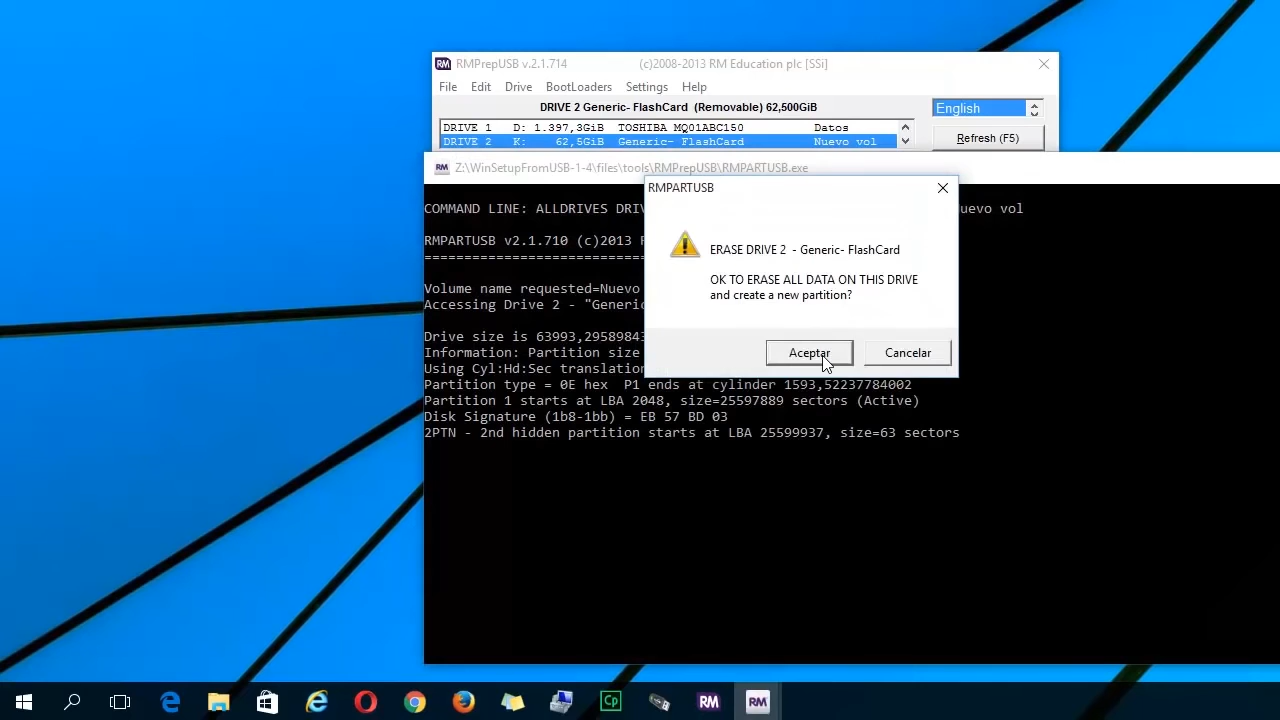 RM RMPrepUSB v.2.1.714 (c)2008-2013 RM Education plc [SSi]
File Edit Drive BootLoaders Settings Help
DRIVE 2 Generic- FlashCard (Removable) 62,500GiB
English
DRIVE 1 D: 1.397,3GiB TOSHIBA MQ01ABC150 Datos
DRIVE 2 K: 62,5GiB Generic- FlashCard Nuevo vol
Refresh (F5)
RM Z:\WinSetupFromUSB-1-4\files\tools\RMPrepUSB\RMPARTUSB.exe
RMPARTUSB
ERASE DRIVE 2 - Generic- FlashCard
OK TO ERASE ALL DATA ON THIS DRIVE
and create a new partition?
Aceptar Cancelar
COMMAND LINE: ALLDRIVES DRIV uevo vol
RMPARTUSB v2.1.710 (c)2013 R
============================
Volume name requested=Nuevo
Accessing Drive 2 - "Generic
Drive size is 63993,29589843
Information: Partition size
Using Cyl:Hd:Sec translation
Partition type = 0E hex P1 ends at cylinder 1593,52237784002
Partition 1 starts at LBA 2048, size=25597889 sectors (Active)
Disk Signature (1b8-1bb) = EB 57 BD 03
2PTN - 2nd hidden partition starts at LBA 25599937, size=63 sectors
Cp RM RM